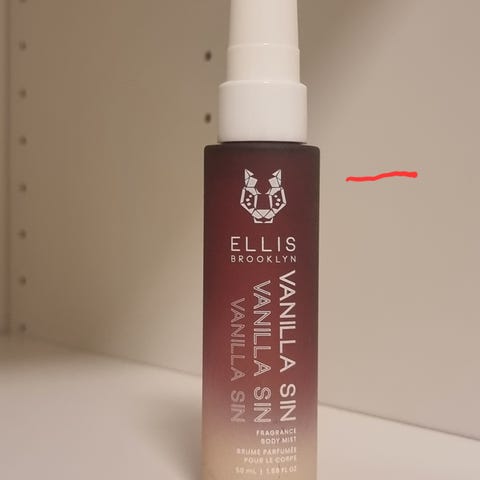 ELLIS
BROOKLYN
VANILLA SIN
VANILLA SIN
VANILLA SIN
FRAGRANCE
BODY MIST
BRUME PARFUMÉE
POUR LE CORPS
50 mL | 1.68 FL OZ